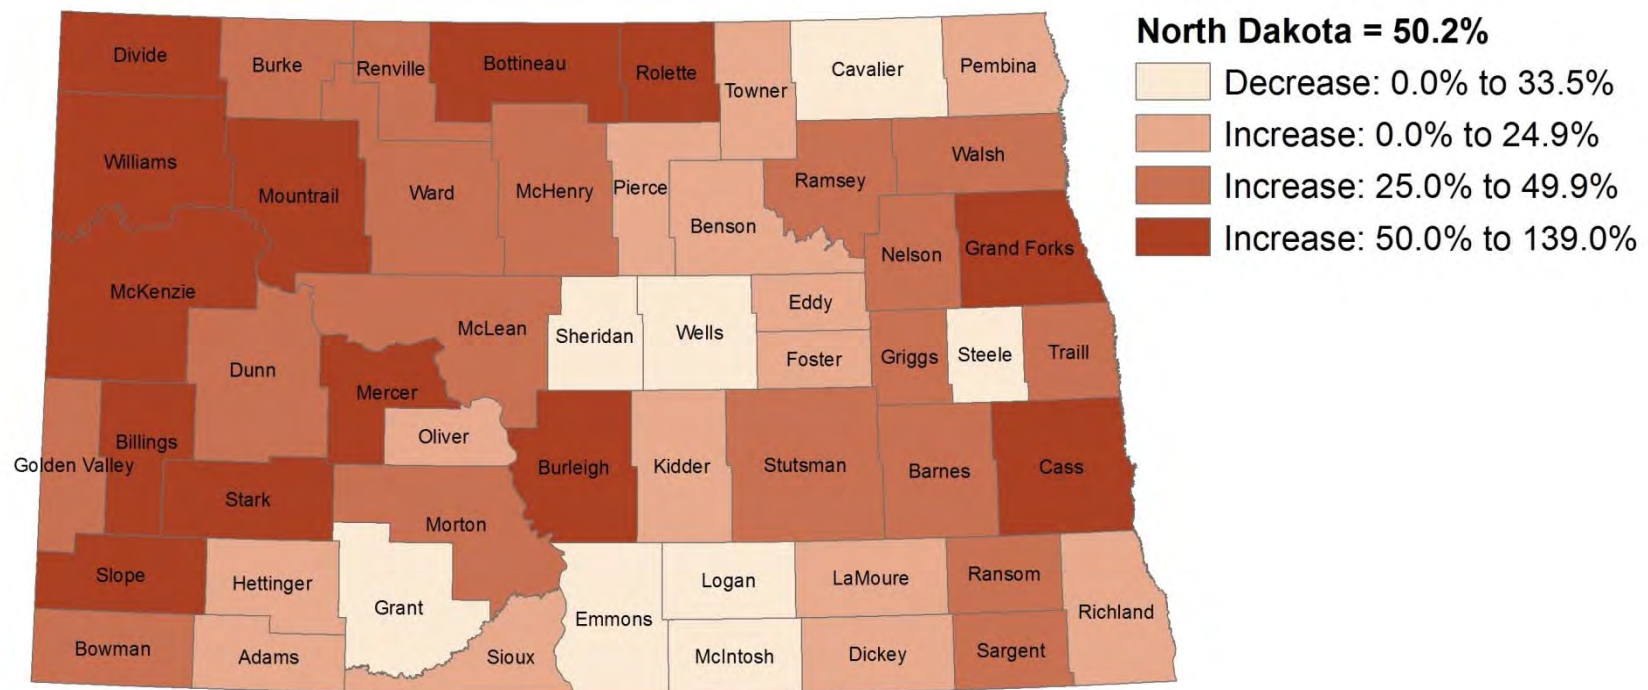 North Dakota = 50.2%
Decrease: 0.0% to 33.5%
Increase: 0.0% to 24.9%
Increase: 25.0% to 49.9%
Increase: 50.0% to 139.0%
Divide
Burke
Renville
Bottineau
Rolette
Towner
Cavalier
Pembina
Williams
Mountrail
Ward
McHenry
Pierce
Benson
Ramsey
Walsh
Nelson
Grand Forks
McKenzie
Dunn
McLean
Sheridan
Wells
Eddy
Foster
Griggs
Steele
Traill
Mercer
Oliver
Golden Valley
Billings
Stark
Morton
Burleigh
Kidder
Stutsman
Barnes
Cass
Slope
Hettinger
Grant
Emmons
Logan
LaMoure
Ransom
Richland
Bowman
Adams
Sioux
McIntosh
Dickey
Sargent